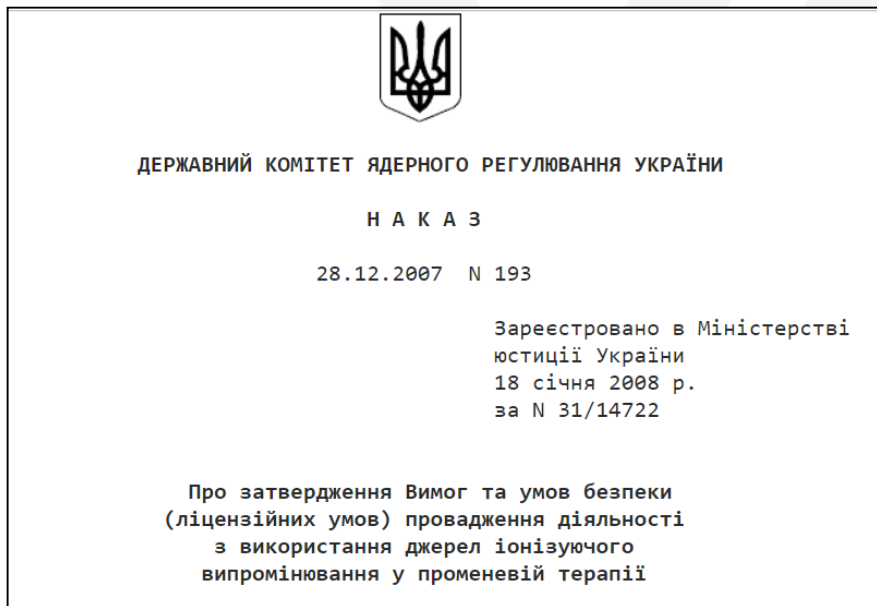 ДЕРЖАВНИЙ КОМІТЕТ ЯДЕРНОГО РЕГУЛЮВАННЯ УКРАЇНИ
Н А К А З
28.12.2007 N 193
Зареєстровано в Міністерстві
юстиції України
18 січня 2008 р.
за N 31/14722
Про затвердження Вимог та умов безпеки
(ліцензійних умов) провадження діяльності
з використання джерел іонізуючого
випромінювання у променевій терапії